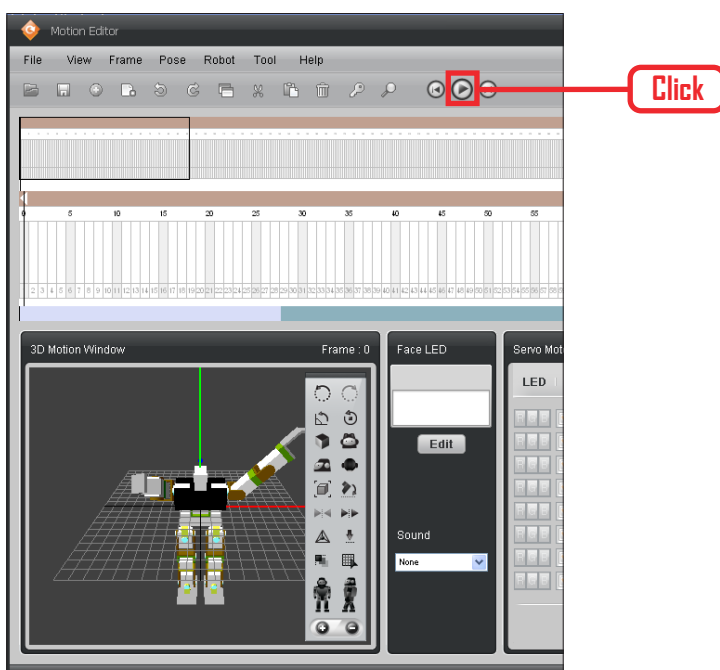 Motion Editor
File View Frame Pose Robot Tool Help
Click
0 5 10 15 20 25 30 35 40 45 50 55
3D Motion Window Frame : 0
Face LED
Servo Mot
LED
Edit
Sound
None